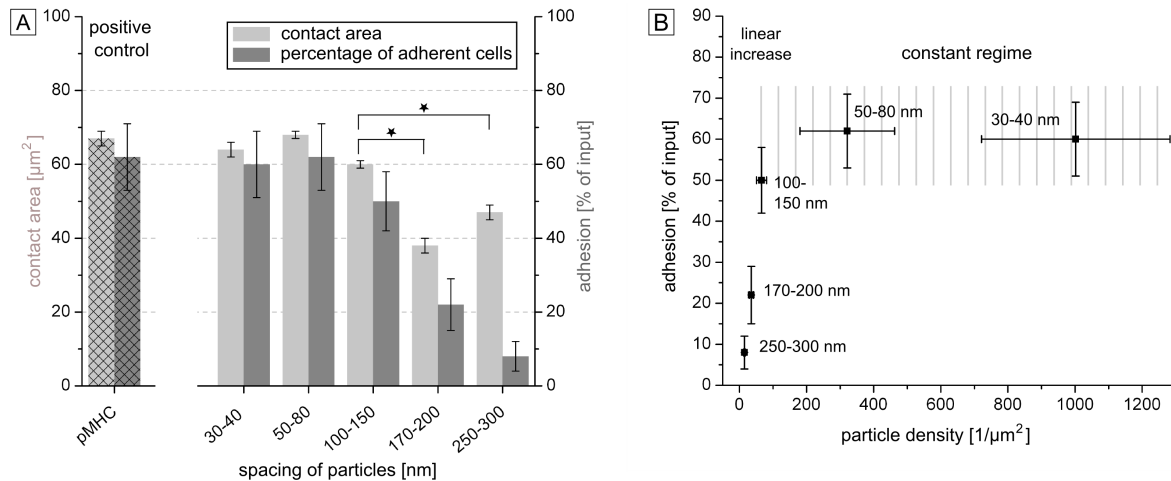 A
positive
control
contact area
percentage of adherent cells
100
80
60
40
20
0
contact area [µm²]
100
80
60
40
20
0
adhesion [% of input]
★
★
pMHC
30-40
50-80
100-150
170-200
250-300
spacing of particles [nm]
B
linear
increase
constant regime
90
80
70
60
50
40
30
20
10
0
adhesion [% of input]
50-80 nm
30-40 nm
100-
150 nm
170-200 nm
250-300 nm
0
200
400
600
800
1000
1200
particle density [1/µm²]